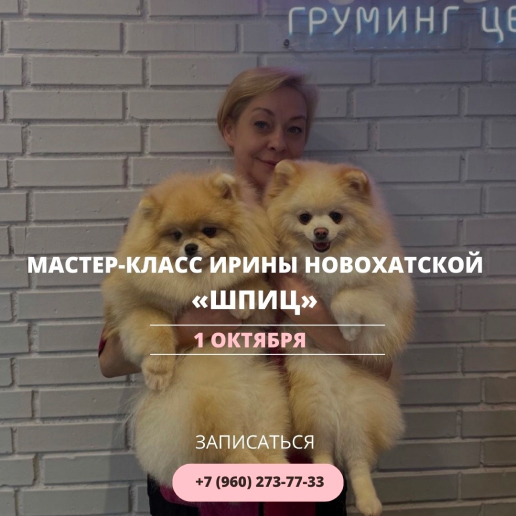 ГРУМИНГ ЦЕ
МАСТЕР-КЛАСС ИРИНЫ НОВОХАТСКОЙ
«ШПИЦ»
1 ОКТЯБРЯ
ЗАПИСАТЬСЯ
+7 (960) 273-77-33